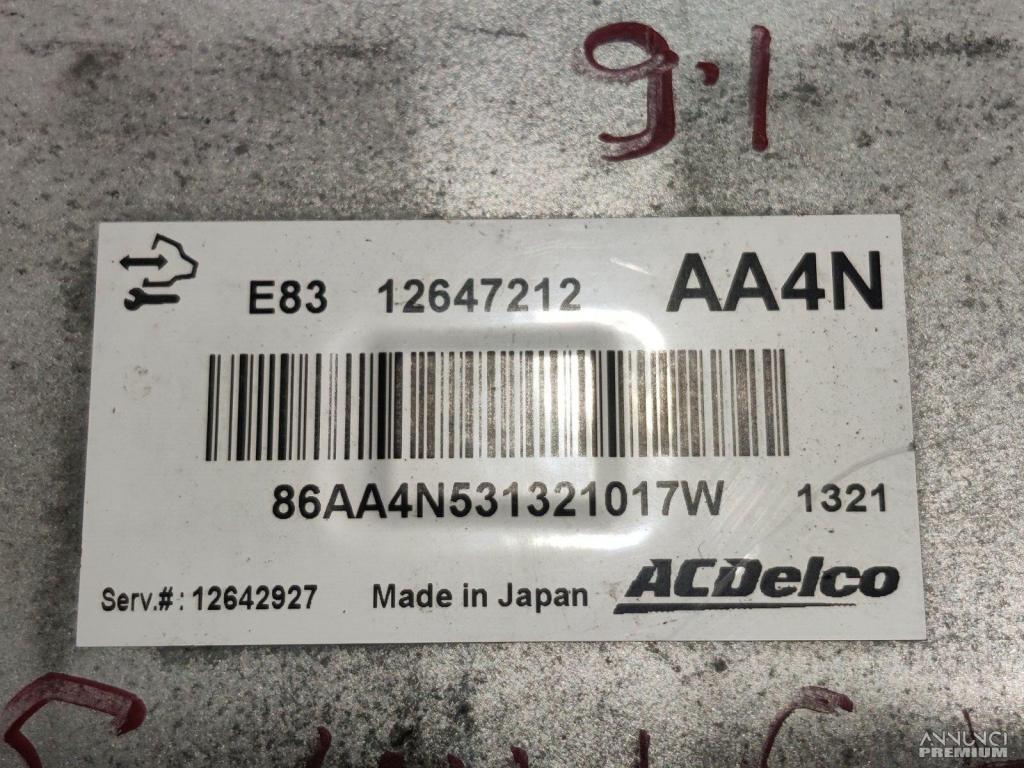 9.1
E83 12647212 AA4N
86AA4N531321017W 1321
Serv.#: 12642927 Made in Japan ACDelco
ANNUNCI
PREMIUM